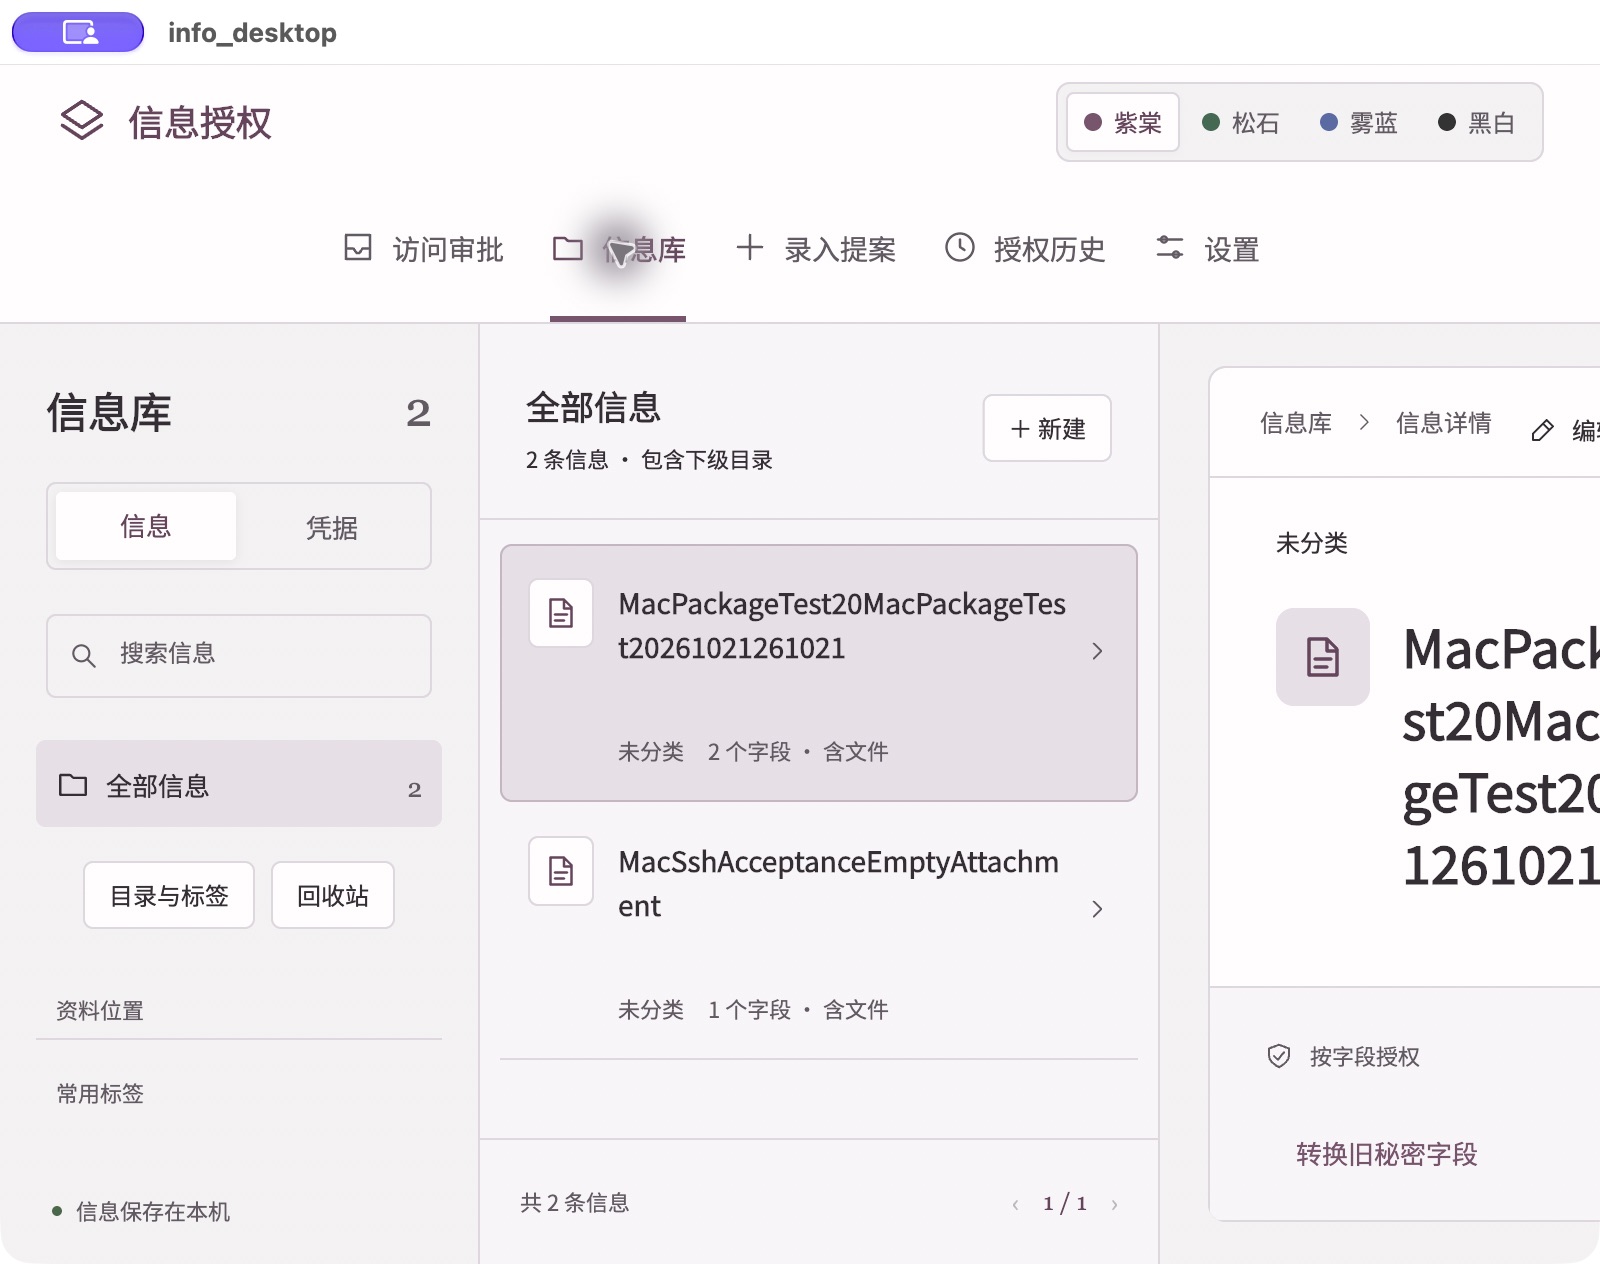 info_desktop
信息授权
紫棠
松石
雾蓝
黑白
访问审批
信息库
录入提案
授权历史
设置
信息库
2
信息
凭据
搜索信息
全部信息
2
目录与标签
回收站
资料位置
常用标签
信息保存在本机
全部信息
2 条信息 · 包含下级目录
新建
MacPackageTest20MacPackageTes
t20261021261021
未分类 2 个字段 · 含文件
MacSshAcceptanceEmptyAttachm
ent
未分类 1 个字段 · 含文件
共 2 条信息
‹ 1 / 1 ›
信息库 > 信息详情
未分类
MacPack
st20Mac
geTest20
1261021
按字段授权
转换旧秘密字段